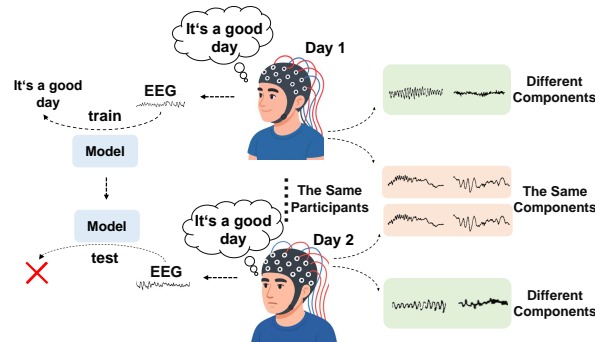 It's a good
day
Day 1
It's a good
day
EEG
train
Model
Different
Components
The Same
Participants
The Same
Components
Model
It's a good
day
Day 2
test
EEG
Different
Components